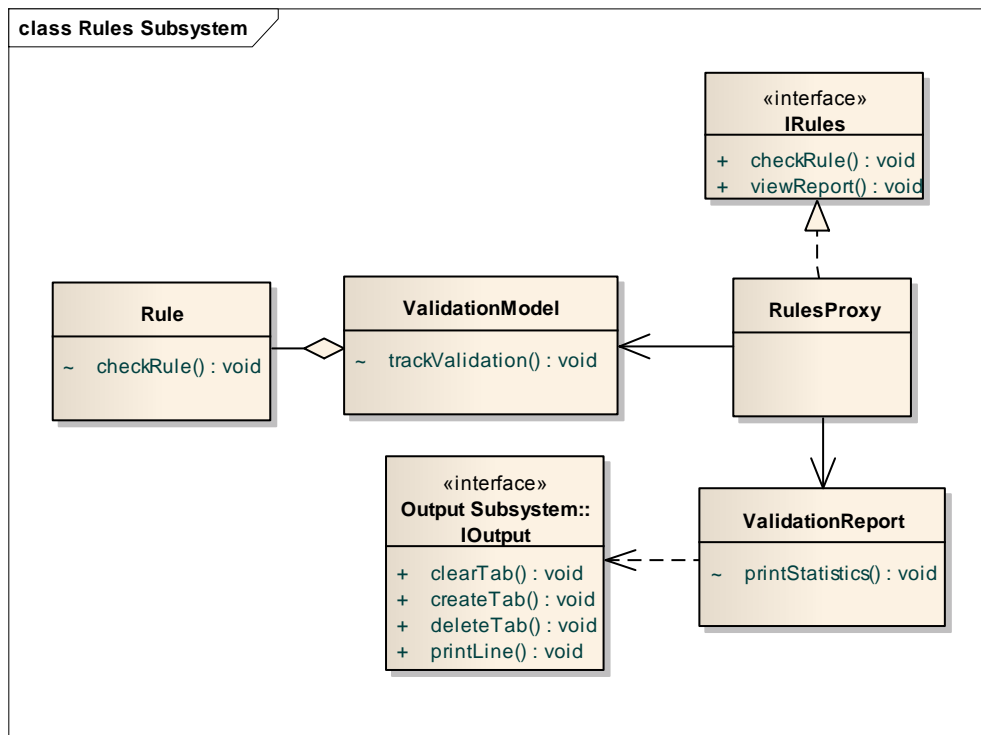 class Rules Subsystem
«interface»
IRules
+ checkRule() : void
+ viewReport() : void
Rule
~ checkRule() : void
ValidationModel
~ trackValidation() : void
RulesProxy
«interface»
Output Subsystem::
IOutput
+ clearTab() : void
+ createTab() : void
+ deleteTab() : void
+ printLine() : void
ValidationReport
~ printStatistics() : void